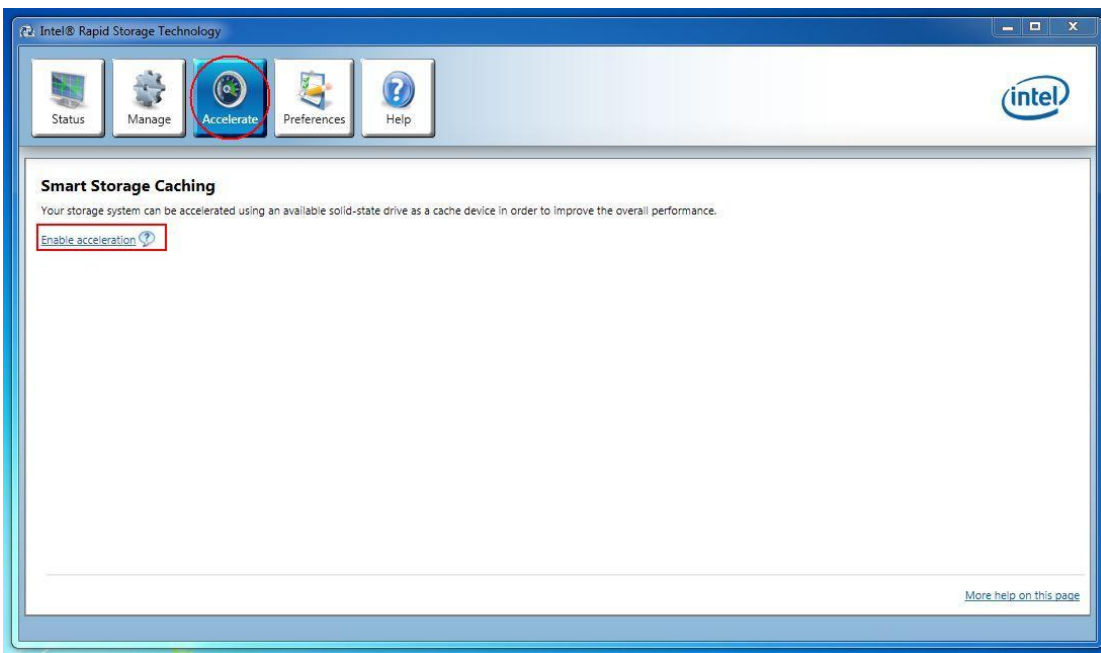 Intel® Rapid Storage Technology
Status
Manage
Accelerate
Preferences
Help
intel
Smart Storage Caching
Your storage system can be accelerated using an available solid-state drive as a cache device in order to improve the overall performance.
Enable acceleration
More help on this page